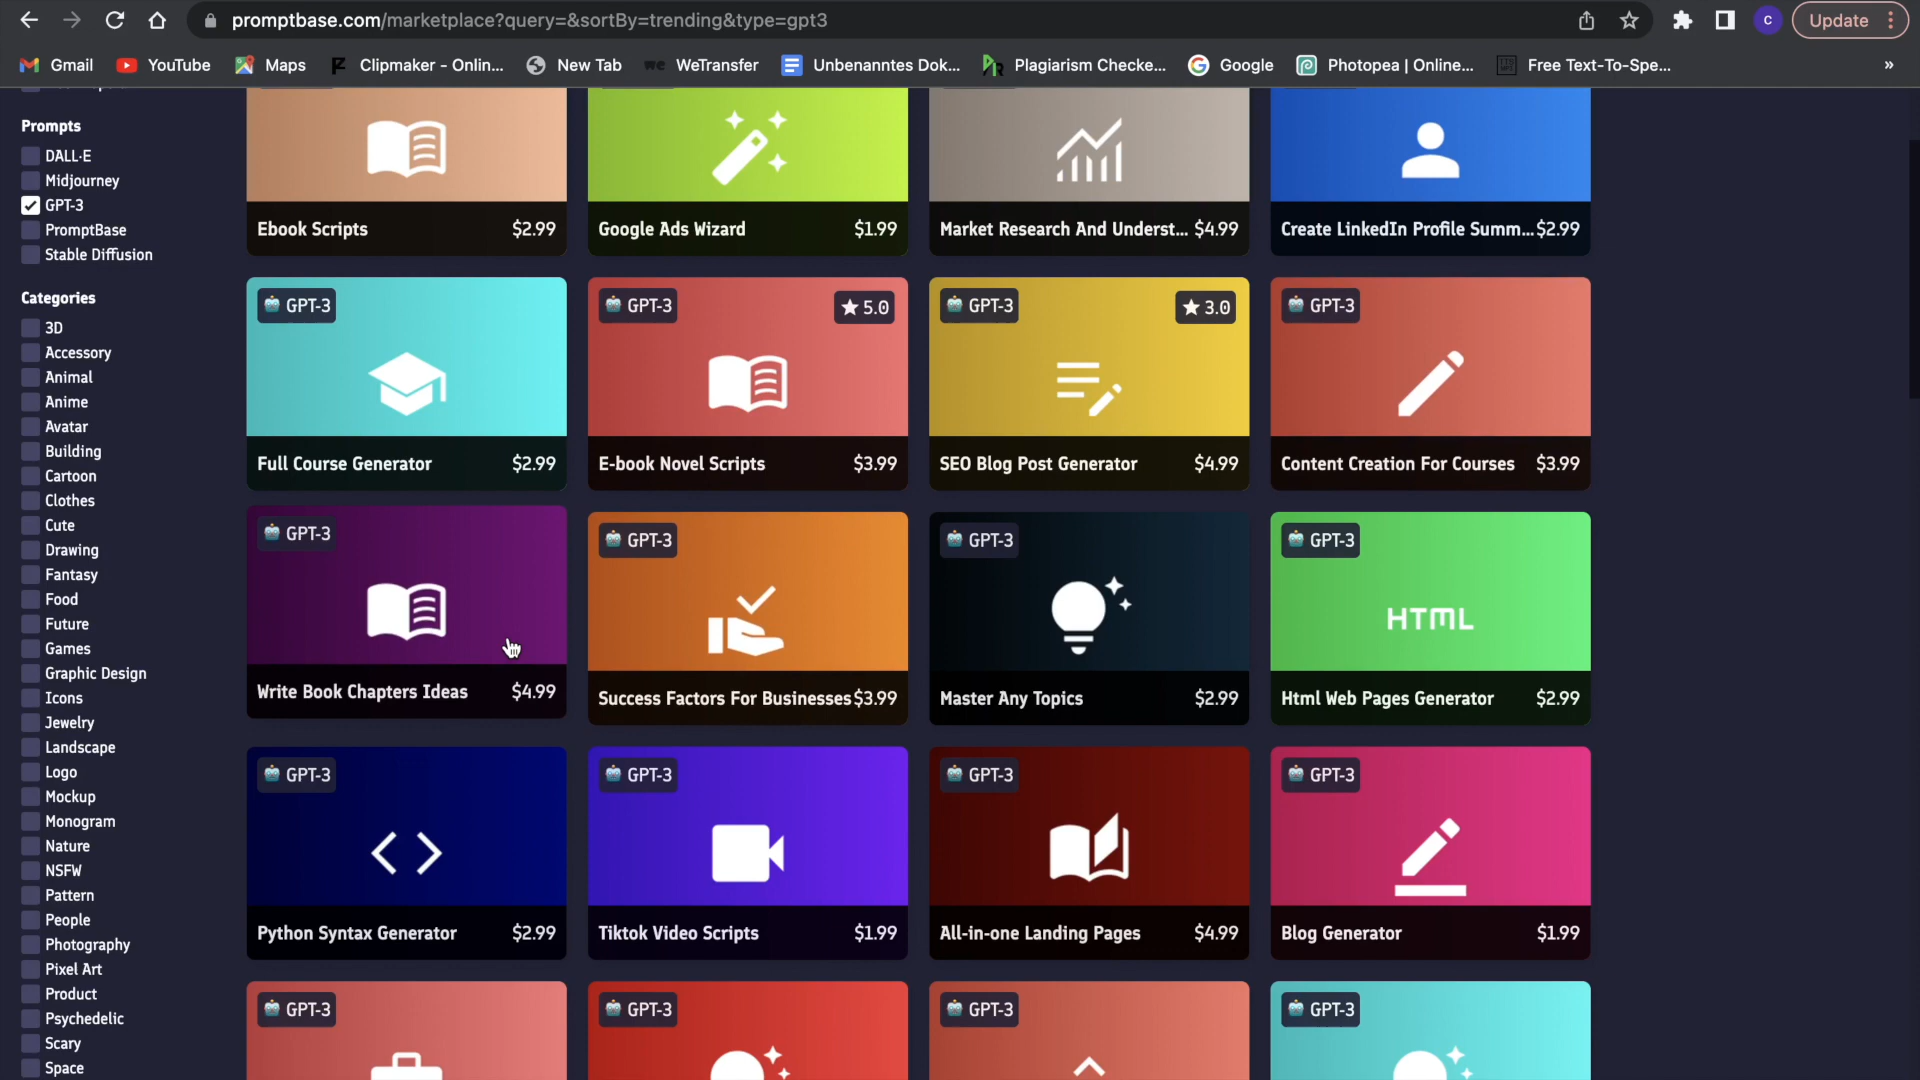 promptbase.com/marketplace?query=&sortBy=trending&type=gpt3
C
Update
Gmail
YouTube
Maps
Clipmaker - Onlin...
New Tab
WeTransfer
Unbenanntes Dok...
Plagiarism Checke...
Google
Photopea | Online...
Free Text-To-Spe...
»
Prompts
DALL·E
Midjourney
GPT-3
PromptBase
Stable Diffusion
Categories
3D
Accessory
Animal
Anime
Avatar
Building
Cartoon
Clothes
Cute
Drawing
Fantasy
Food
Future
Games
Graphic Design
Icons
Jewelry
Landscape
Logo
Mockup
Monogram
Nature
NSFW
Pattern
People
Photography
Pixel Art
Product
Psychedelic
Scary
Space
Ebook Scripts $2.99
Google Ads Wizard $1.99
Market Research And Underst... $4.99
Create LinkedIn Profile Summ... $2.99
GPT-3
Full Course Generator $2.99
GPT-3 5.0
E-book Novel Scripts $3.99
GPT-3 3.0
SEO Blog Post Generator $4.99
GPT-3
Content Creation For Courses $3.99
GPT-3
Write Book Chapters Ideas $4.99
GPT-3
Success Factors For Businesses $3.99
GPT-3
Master Any Topics $2.99
GPT-3
HTML
Html Web Pages Generator $2.99
GPT-3
Python Syntax Generator $2.99
GPT-3
Tiktok Video Scripts $1.99
GPT-3
All-in-one Landing Pages $4.99
GPT-3
Blog Generator $1.99
GPT-3
GPT-3
GPT-3
GPT-3